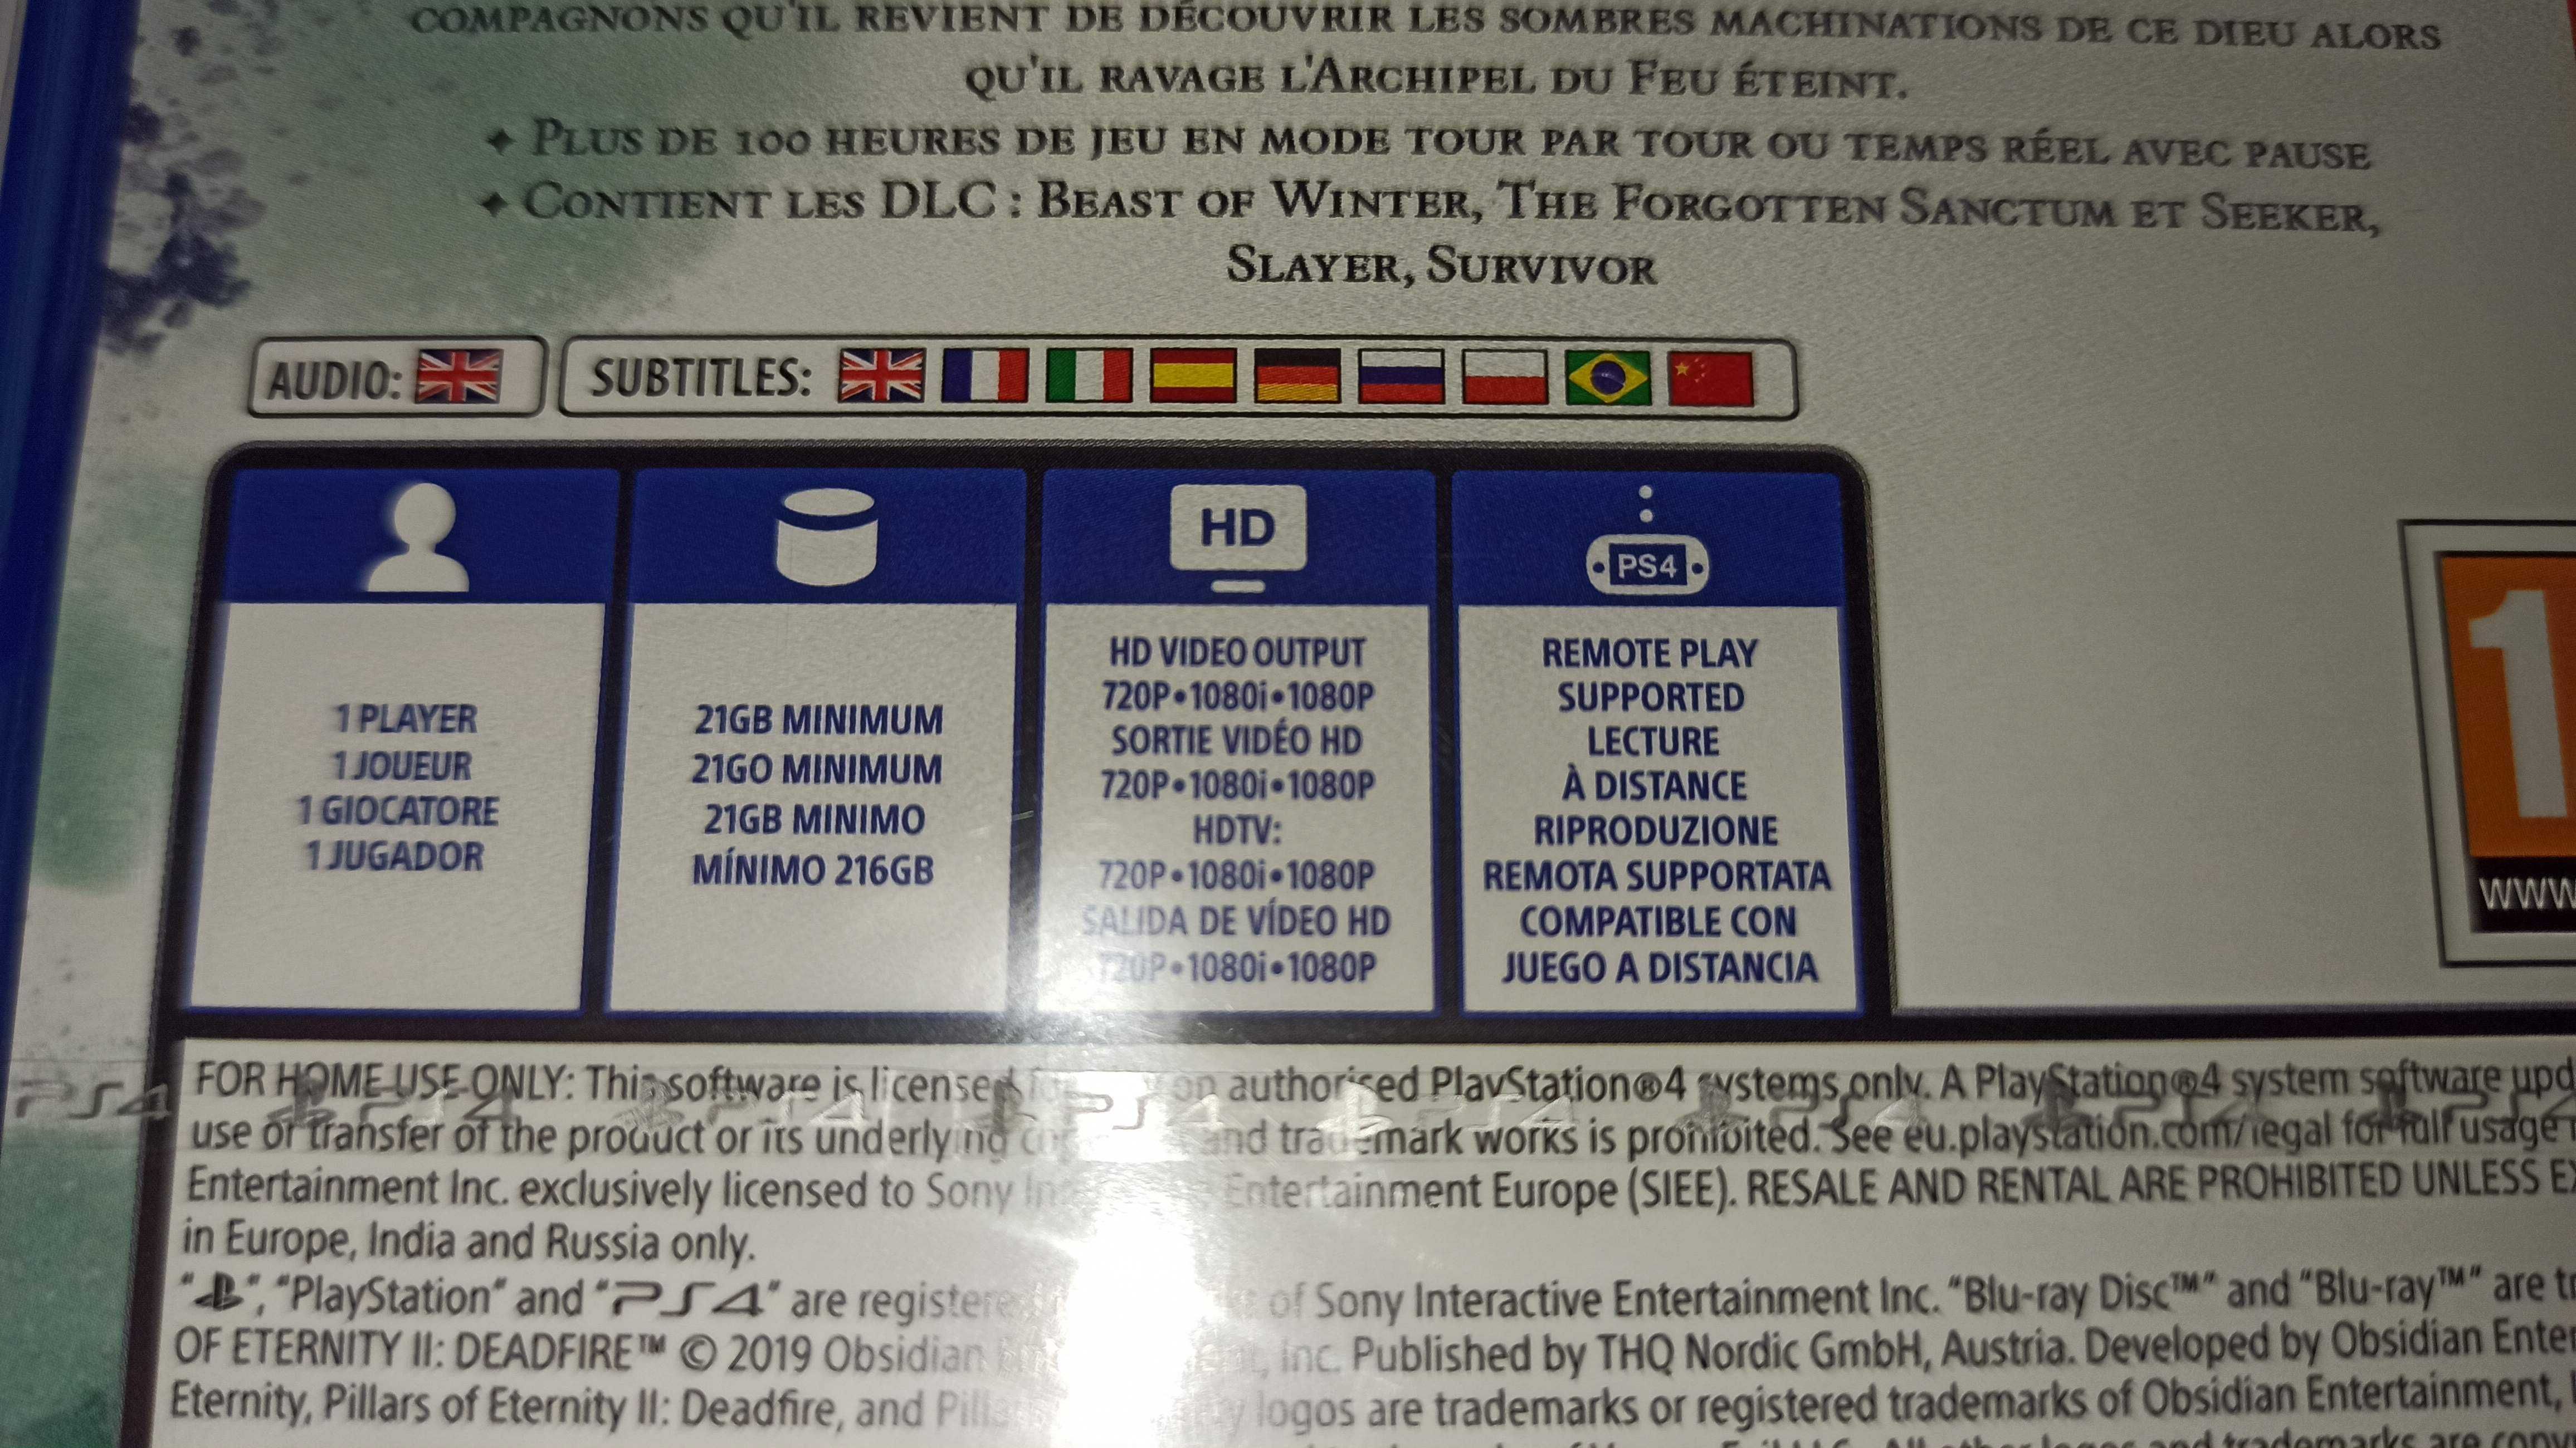 COMPAGNONS QU'IL REVIENT DE DÉCOUVRIR LES SOMBRES MACHINATIONS DE CE DIEU ALORS
QU'IL RAVAGE L'ARCHIPEL DU FEU ÉTEINT.
✦ PLUS DE 100 HEURES DE JEU EN MODE TOUR PAR TOUR OU TEMPS RÉEL AVEC PAUSE
✦ CONTIENT LES DLC : BEAST OF WINTER, THE FORGOTTEN SANCTUM ET SEEKER,
SLAYER, SURVIVOR
AUDIO:
SUBTITLES:
1 PLAYER
1 JOUEUR
1 GIOCATORE
1 JUGADOR
21GB MINIMUM
21GO MINIMUM
21GB MINIMO
MÍNIMO 216GB
HD
HD VIDEO OUTPUT
720P•1080i•1080P
SORTIE VIDÉO HD
720P•1080i•1080P
HDTV:
720P•1080i•1080P
SALIDA DE VÍDEO HD
720P•1080i•1080P
PS4
REMOTE PLAY
SUPPORTED
LECTURE
À DISTANCE
RIPRODUZIONE
REMOTA SUPPORTATA
COMPATIBLE CON
JUEGO A DISTANCIA
1
WWW
FOR HOME USE ONLY: This software is licensed on authorised PlayStation®4 systems only. A PlayStation®4 system software upd
use or transfer of the product or its underlying and trademark works is prohibited. See eu.playstation.com/legal for full usage
Entertainment Inc. exclusively licensed to Sony Entertainment Europe (SIEE). RESALE AND RENTAL ARE PROHIBITED UNLESS EX
in Europe, India and Russia only.
"PlayStation" and "PS4" are registered of Sony Interactive Entertainment Inc. "Blu-ray Disc™" and "Blu-ray™" are tr
OF ETERNITY II: DEADFIRE™ © 2019 Obsidian Inc. Published by THQ Nordic GmbH, Austria. Developed by Obsidian Enter
Eternity, Pillars of Eternity II: Deadfire, and logos are trademarks or registered trademarks of Obsidian Entertainment,